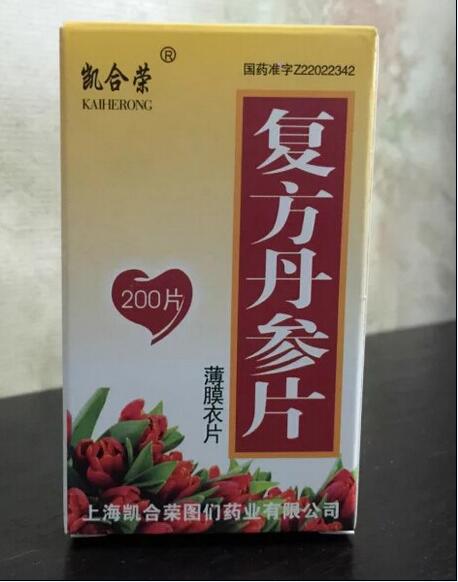 凯合荣®
KAIHERONG
国药准字Z22022342
复方丹参片
200片
薄膜衣片
上海凯合荣图们药业有限公司